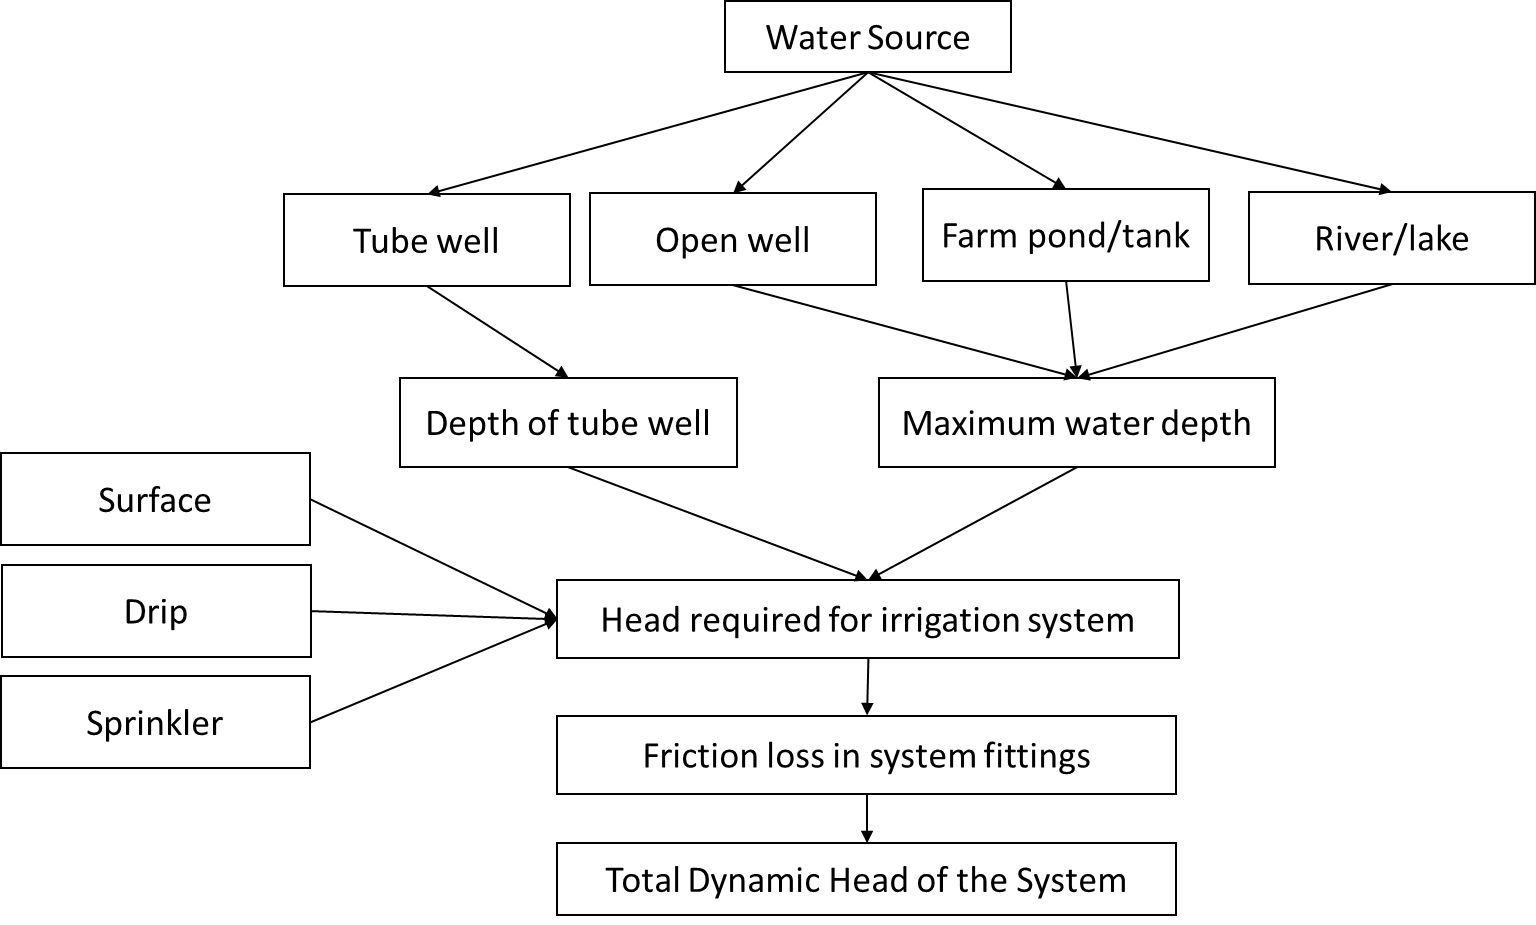 Water Source
Tube well
Open well
Farm pond/tank
River/lake
Depth of tube well
Maximum water depth
Surface
Drip
Sprinkler
Head required for irrigation system
Friction loss in system fittings
Total Dynamic Head of the System